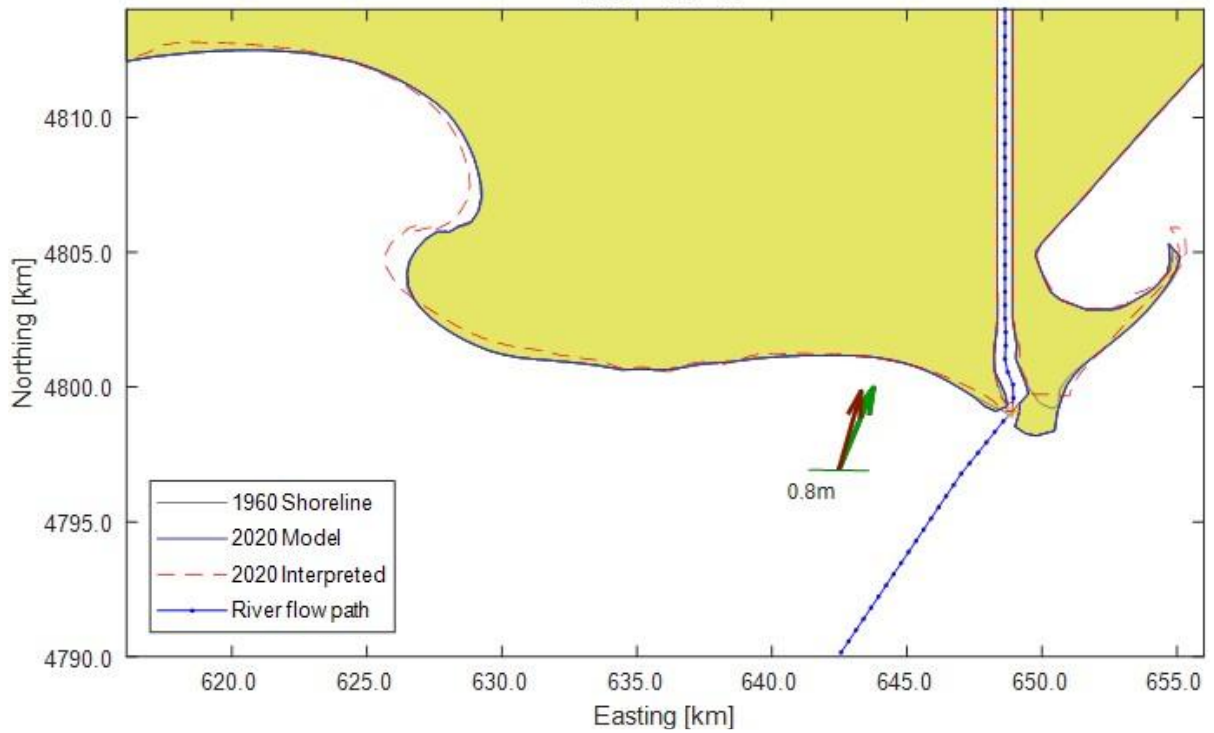 4810.0
4805.0
4800.0
4795.0
4790.0
Northing [km]
0.8m
1960 Shoreline
2020 Model
2020 Interpreted
River flow path
620.0 625.0 630.0 635.0 640.0 645.0 650.0 655.0
Easting [km]